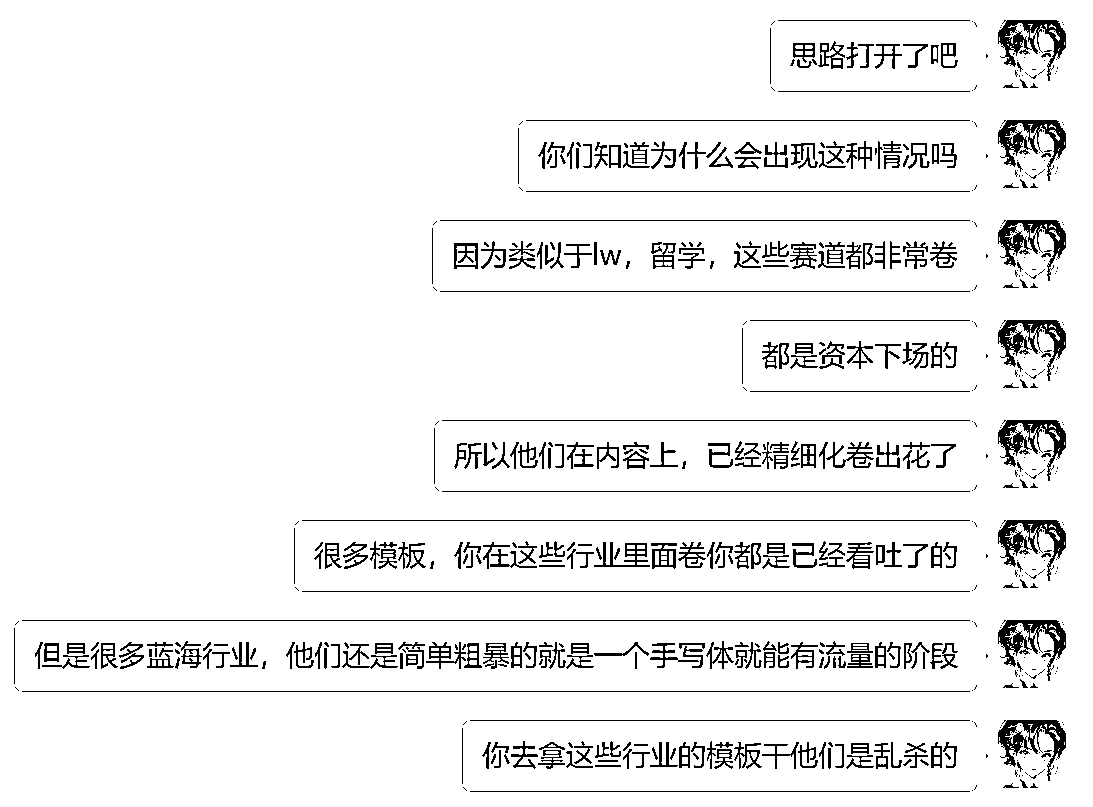 思路打开了吧
你们知道为什么会出现这种情况吗
因为类似于lw，留学，这些赛道都非常卷
都是资本下场的
所以他们在内容上，已经精细化卷出花了
很多模板，你在这些行业里面卷你都是已经看吐了的
但是很多蓝海行业，他们还是简单粗暴的就是一个手写体就能有流量的阶段
你去拿这些行业的模板干他们是乱杀的